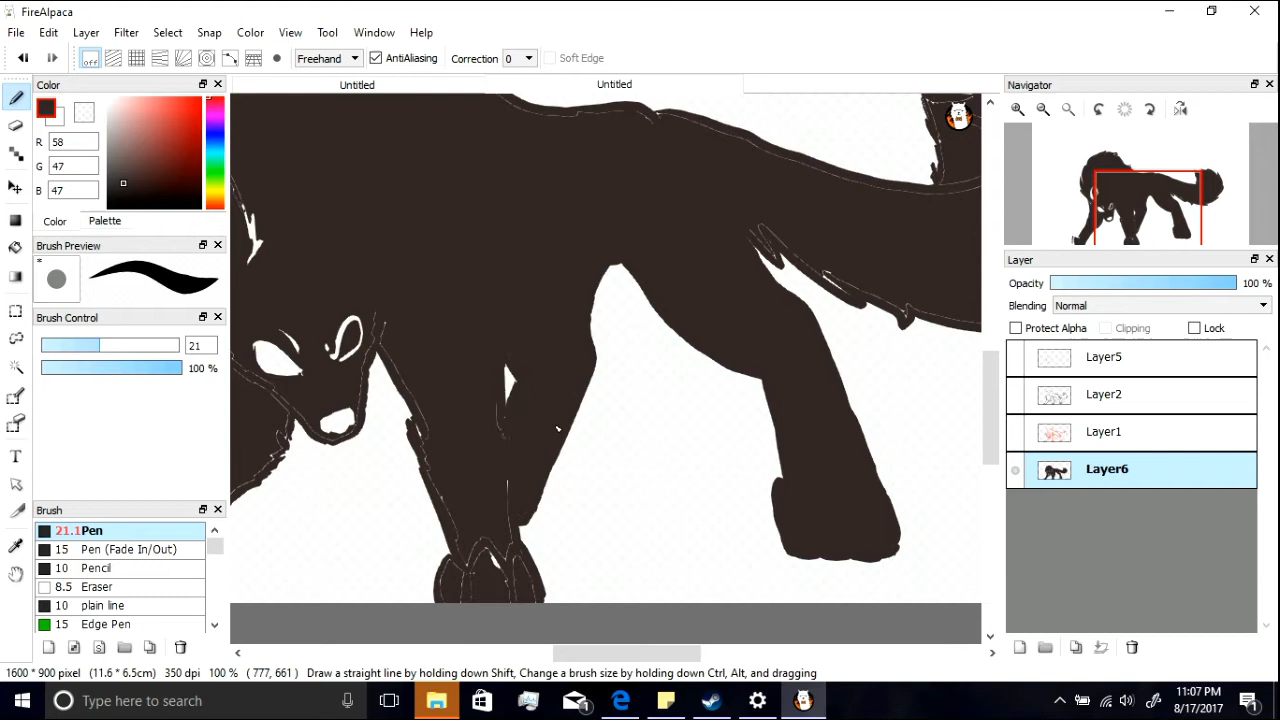 FireAlpaca
File Edit View Layer Filter Select Snap Color View Tool Window Help
off Freehand AntiAliasing Correction 0 Soft Edge
Color Untitled Untitled Navigator
R 58
G 47
B 47
Color Palette
Brush Preview
*
Layer
Opacity 100 %
Blending Normal
Brush Control Protect Alpha Clipping Lock
21
100 %
Layer5
Layer2
Layer1
Layer6
Brush
21.1 Pen
15 Pen (Fade In/Out)
10 Pencil
8.5 Eraser
10 plain line
15 Edge Pen
1600 * 900 pixel (11.6 * 6.5cm) 350 dpi 100 % ( 777, 661 ) Draw a straight line by holding down Shift, Change a brush size by holding down Ctrl, Alt, and dragging
Type here to search 1 11:07 PM
8/17/2017 1